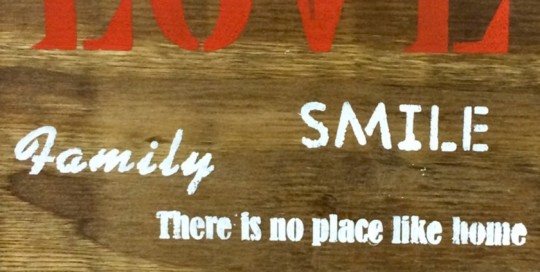 LOVE
SMILE
Family
There is no place like home